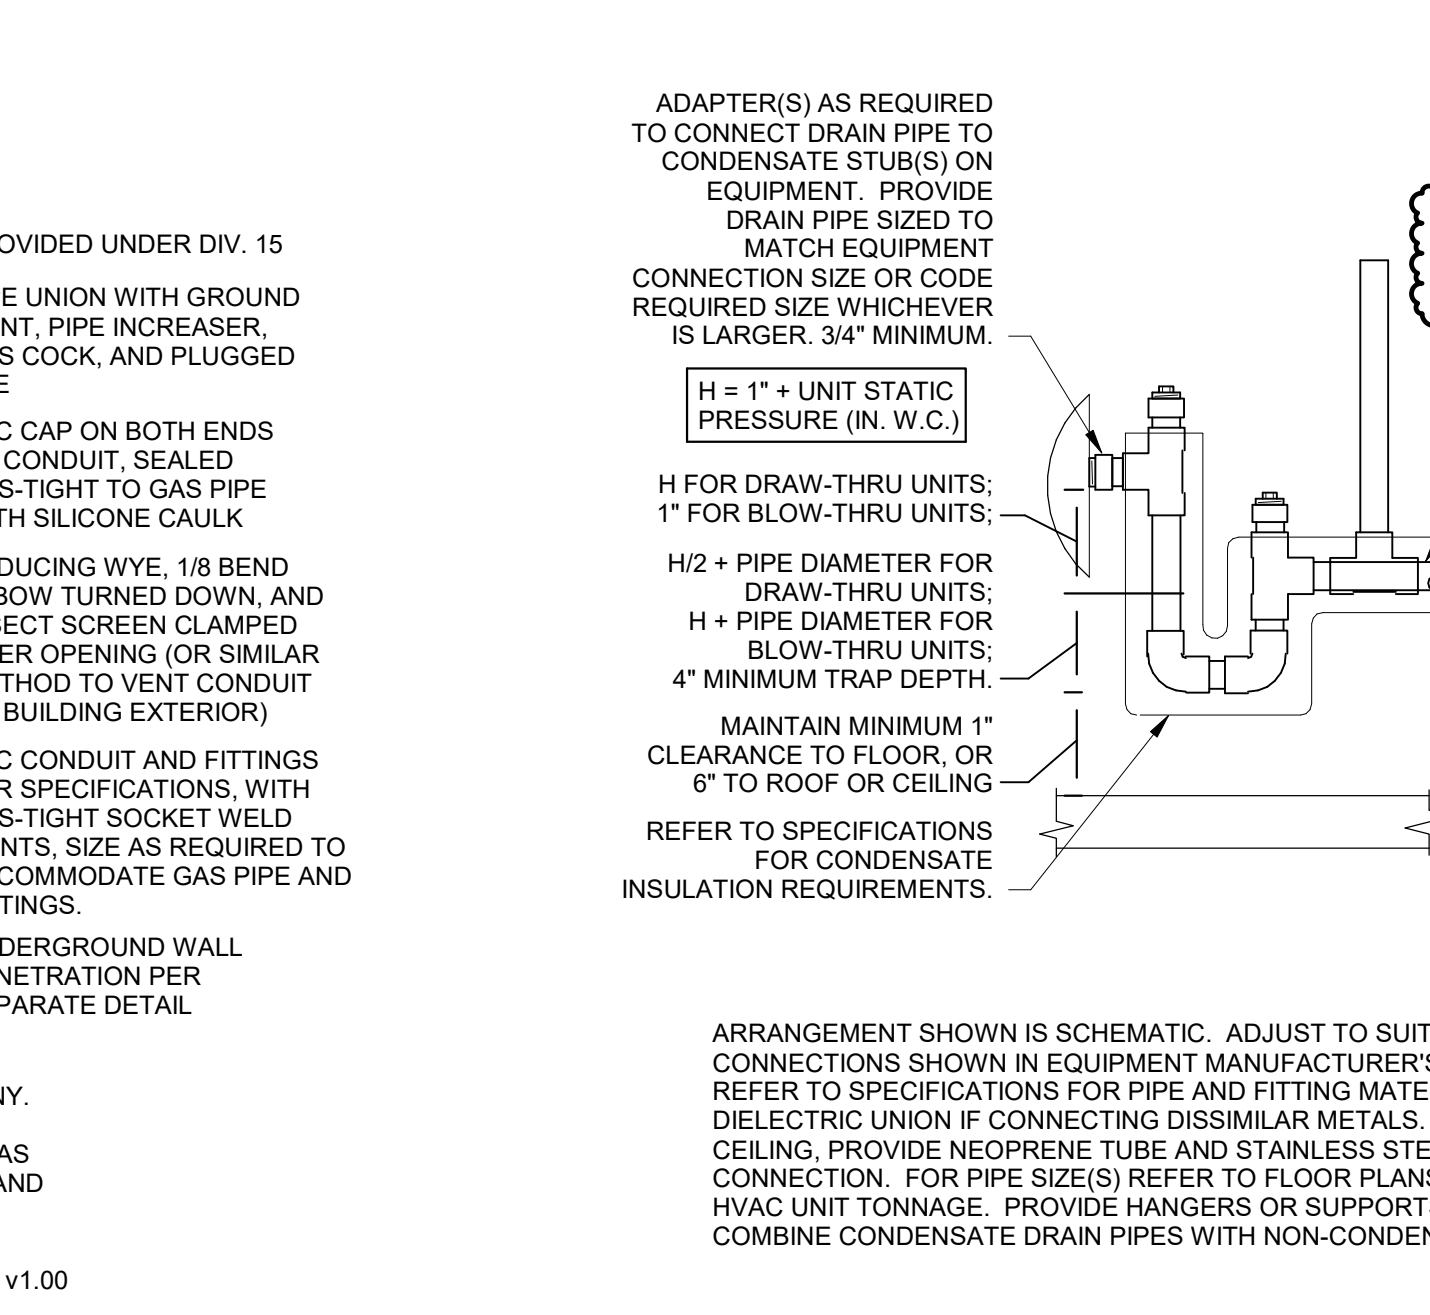 OVIDED UNDER DIV. 15
E UNION WITH GROUND
NT, PIPE INCREASER,
S COCK, AND PLUGGED
E
C CAP ON BOTH ENDS
CONDUIT, SEALED
S-TIGHT TO GAS PIPE
TH SILICONE CAULK
DUCING WYE, 1/8 BEND
BOW TURNED DOWN, AND
SECT SCREEN CLAMPED
ER OPENING (OR SIMILAR
THOD TO VENT CONDUIT
BUILDING EXTERIOR)
C CONDUIT AND FITTINGS
R SPECIFICATIONS, WITH
S-TIGHT SOCKET WELD
NTS, SIZE AS REQUIRED TO
COMMODATE GAS PIPE AND
TINGS.
DERGROUND WALL
NETRATION PER
PARATE DETAIL
NY.
AS
AND
v1.00
ADAPTER(S) AS REQUIRED
TO CONNECT DRAIN PIPE TO
CONDENSATE STUB(S) ON
EQUIPMENT.  PROVIDE
DRAIN PIPE SIZED TO
MATCH EQUIPMENT
CONNECTION SIZE OR CODE
REQUIRED SIZE WHICHEVER
IS LARGER. 3/4" MINIMUM.
H = 1" + UNIT STATIC
PRESSURE (IN. W.C.)
H FOR DRAW-THRU UNITS;
1" FOR BLOW-THRU UNITS;
H/2 + PIPE DIAMETER FOR
DRAW-THRU UNITS;
H + PIPE DIAMETER FOR
BLOW-THRU UNITS;
4" MINIMUM TRAP DEPTH.
MAINTAIN MINIMUM 1"
CLEARANCE TO FLOOR, OR
6" TO ROOF OR CEILING
REFER TO SPECIFICATIONS
FOR CONDENSATE
INSULATION REQUIREMENTS.
ARRANGEMENT SHOWN IS SCHEMATIC.  ADJUST TO SUIT
CONNECTIONS SHOWN IN EQUIPMENT MANUFACTURER'S
REFER TO SPECIFICATIONS FOR PIPE AND FITTING MATE
DIELECTRIC UNION IF CONNECTING DISSIMILAR METALS.
CEILING, PROVIDE NEOPRENE TUBE AND STAINLESS STE
CONNECTION.  FOR PIPE SIZE(S) REFER TO FLOOR PLANS
HVAC UNIT TONNAGE.  PROVIDE HANGERS OR SUPPORTS
COMBINE CONDENSATE DRAIN PIPES WITH NON-CONDEN